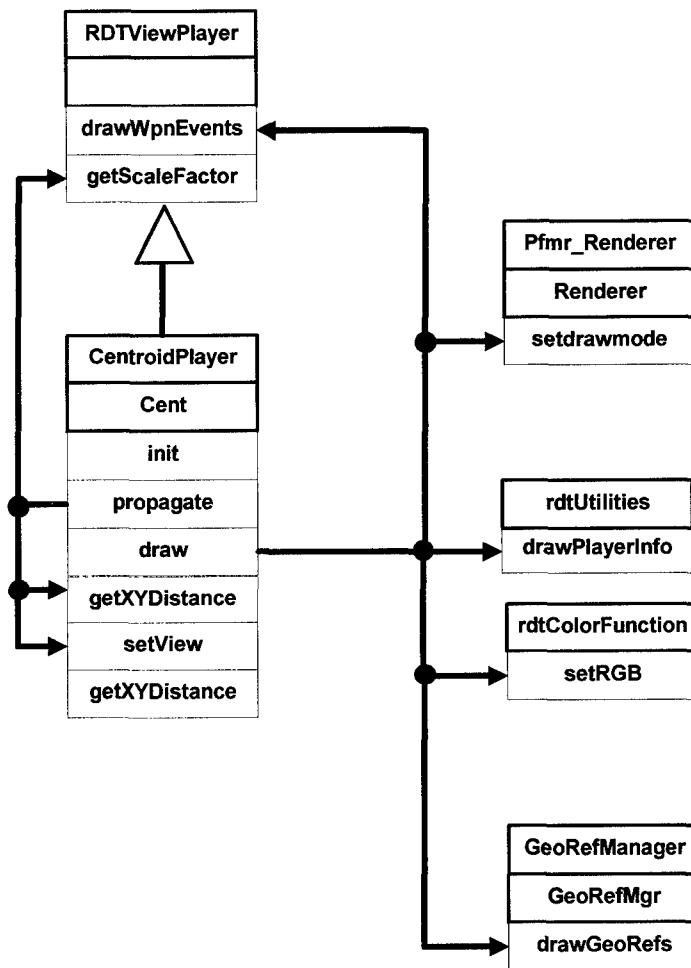 RDTViewPlayer
drawWpnEvents
getScaleFactor
CentroidPlayer
Cent
init
propagate
draw
getXYDistance
setView
getXYDistance
Pfmr_Renderer
Renderer
setdrawmode
rdtUtilities
drawPlayerInfo
rdtColorFunction
setRGB
GeoRefManager
GeoRefMgr
drawGeoRefs